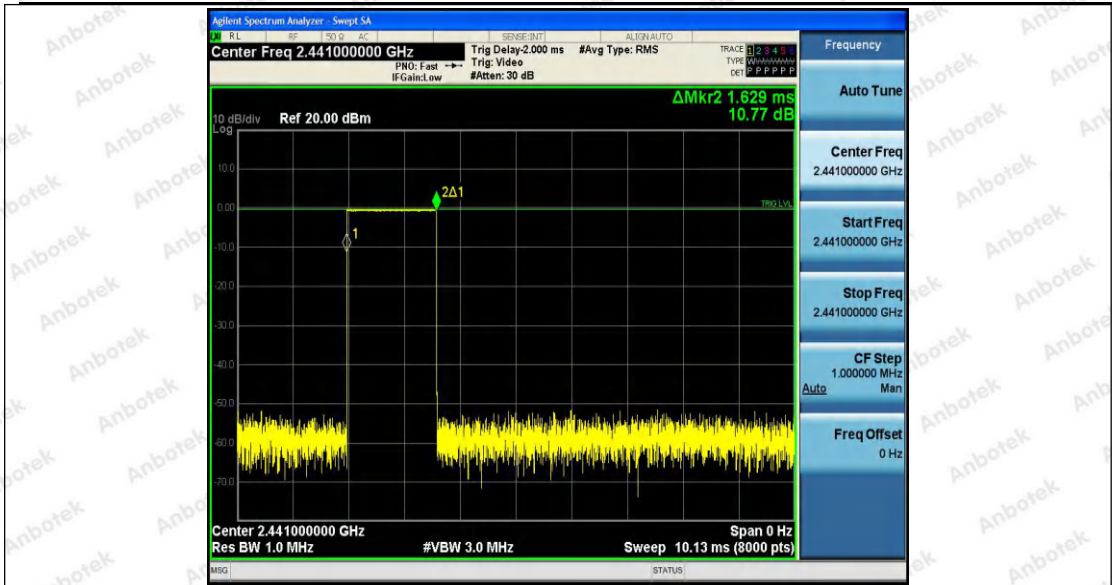 Agilent Spectrum Analyzer - Swept SA
RL RF 50 Ω AC SENSE:INT ALIGN AUTO
Center Freq 2.441000000 GHz
PNO: Fast
IFGain:Low
Trig Delay-2.000 ms
Trig: Video
#Atten: 30 dB
#Avg Type: RMS
TRACE 1 2 3 4 5 6
TYPE
DET P P P P P P
ΔMkr2 1.629 ms
10.77 dB
10 dB/div Ref 20.00 dBm
Log
10.0
0.00
-10.0
-20.0
-30.0
-40.0
-50.0
-60.0
-70.0
2Δ1
1
TRIG LVL
Center 2.441000000 GHz Span 0 Hz
Res BW 1.0 MHz #VBW 3.0 MHz Sweep 10.13 ms (8000 pts)
MSG STATUS
Frequency
Auto Tune
Center Freq
2.441000000 GHz
Start Freq
2.441000000 GHz
Stop Freq
2.441000000 GHz
CF Step
1.000000 MHz
Auto Man
Freq Offset
0 Hz
Anbotek